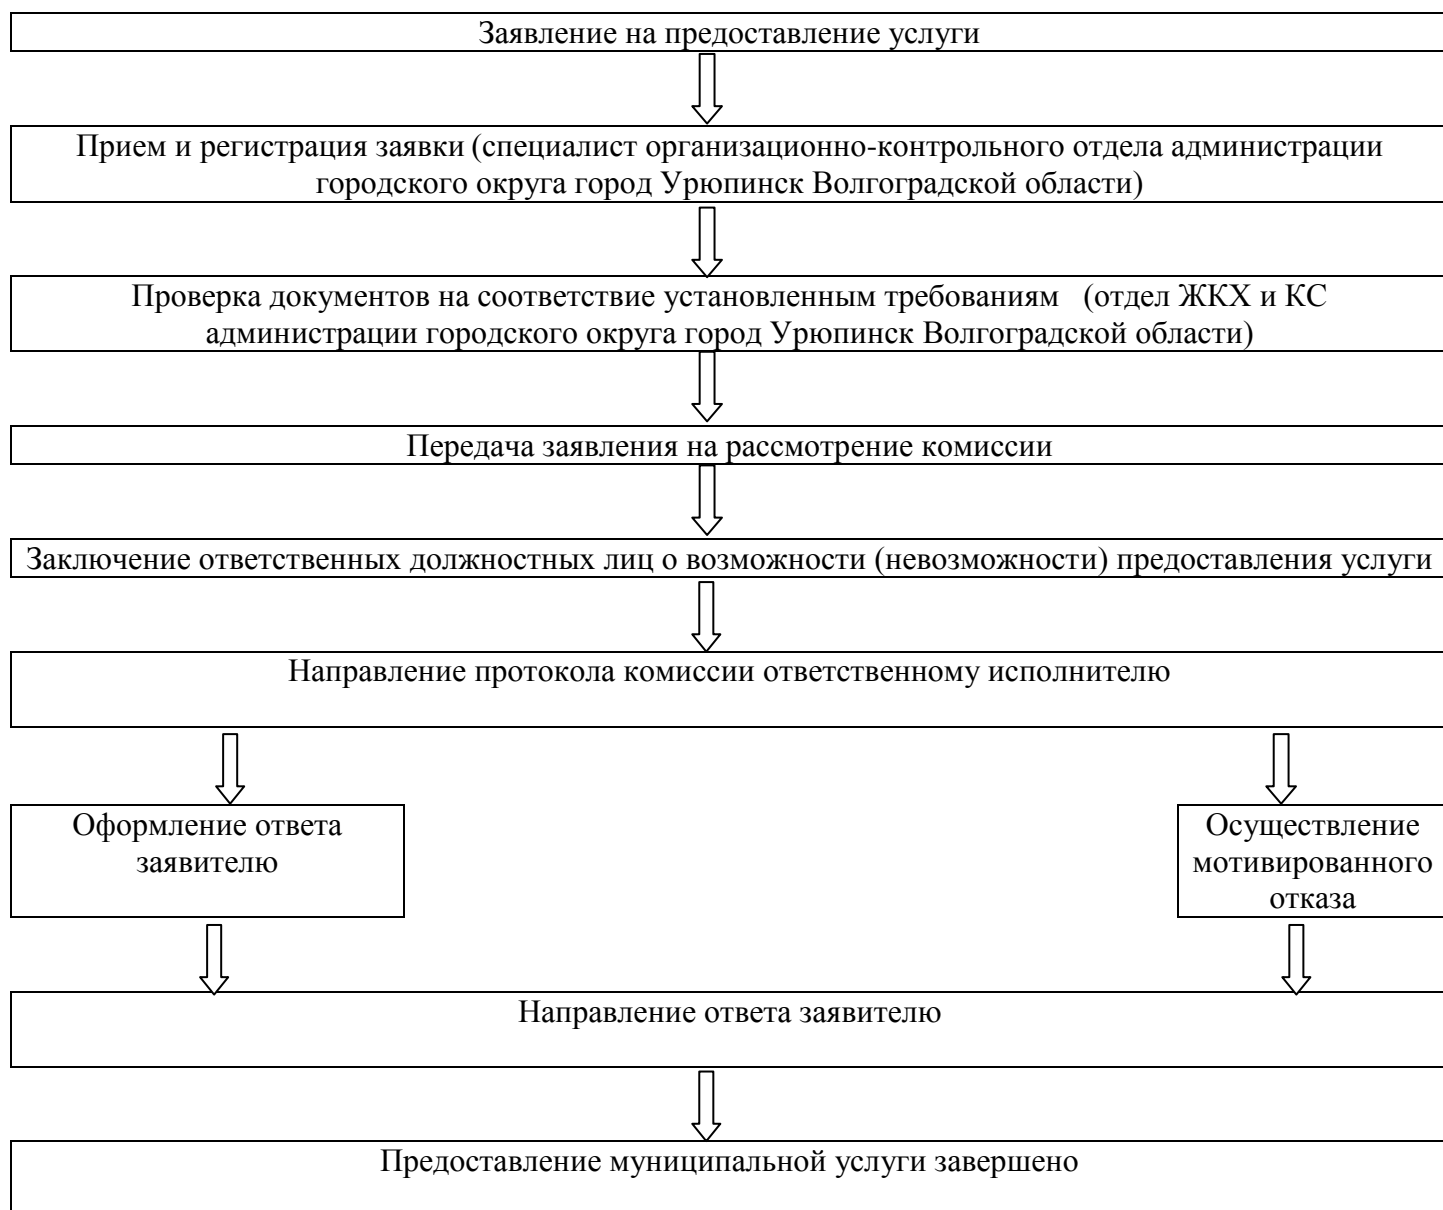 Заявление на предоставление услуги
Прием и регистрация заявки (специалист организационно-контрольного отдела администрации
городского округа город Урюпинск Волгоградской области)
Проверка документов на соответствие установленным требованиям (отдел ЖКХ и КС
администрации городского округа город Урюпинск Волгоградской области)
Передача заявления на рассмотрение комиссии
Заключение ответственных должностных лиц о возможности (невозможности) предоставления услуги
Направление протокола комиссии ответственному исполнителю
Оформление ответа
заявителю
Осуществление
мотивированного
отказа
Направление ответа заявителю
Предоставление муниципальной услуги завершено